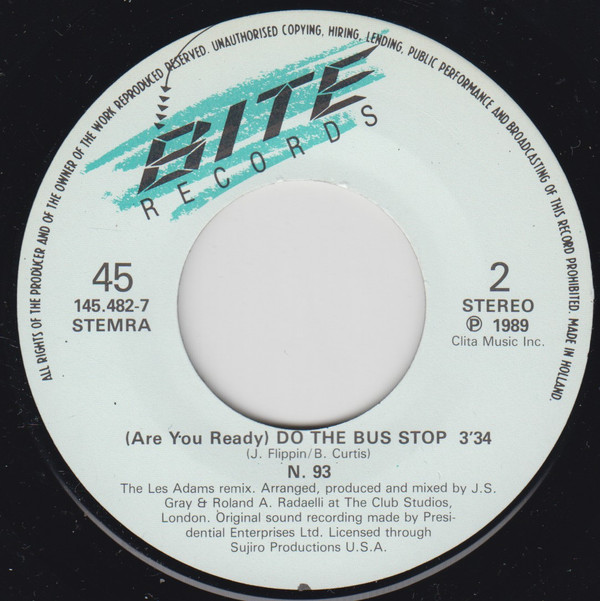 ALL RIGHTS OF THE PRODUCER AND OF THE OWNER OF THE WORK REPRODUCED RESERVED. UNAUTHORISED COPYING, HIRING, LENDING, PUBLIC PERFORMANCE AND BROADCASTING OF THIS RECORD PROHIBITED. MADE IN HOLLAND.
BITE
RECORDS
45
145.482-7
STEMRA
2
STEREO
℗ 1989
Clita Music Inc.
(Are You Ready) DO THE BUS STOP 3'34
(J. Flippin/B. Curtis)
N. 93
The Les Adams remix. Arranged, produced and mixed by J.S.
Gray & Roland A. Radaelli at The Club Studios,
London. Original sound recording made by Presi-
dential Enterprises Ltd. Licensed through
Sujiro Productions U.S.A.